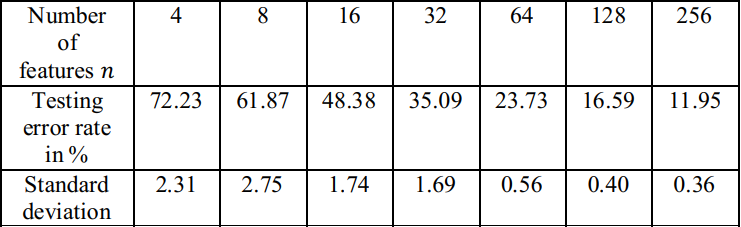 Number 4 8 16 32 64 128 256
of
features n
Testing 72.23 61.87 48.38 35.09 23.73 16.59 11.95
error rate
in %
Standard 2.31 2.75 1.74 1.69 0.56 0.40 0.36
deviation